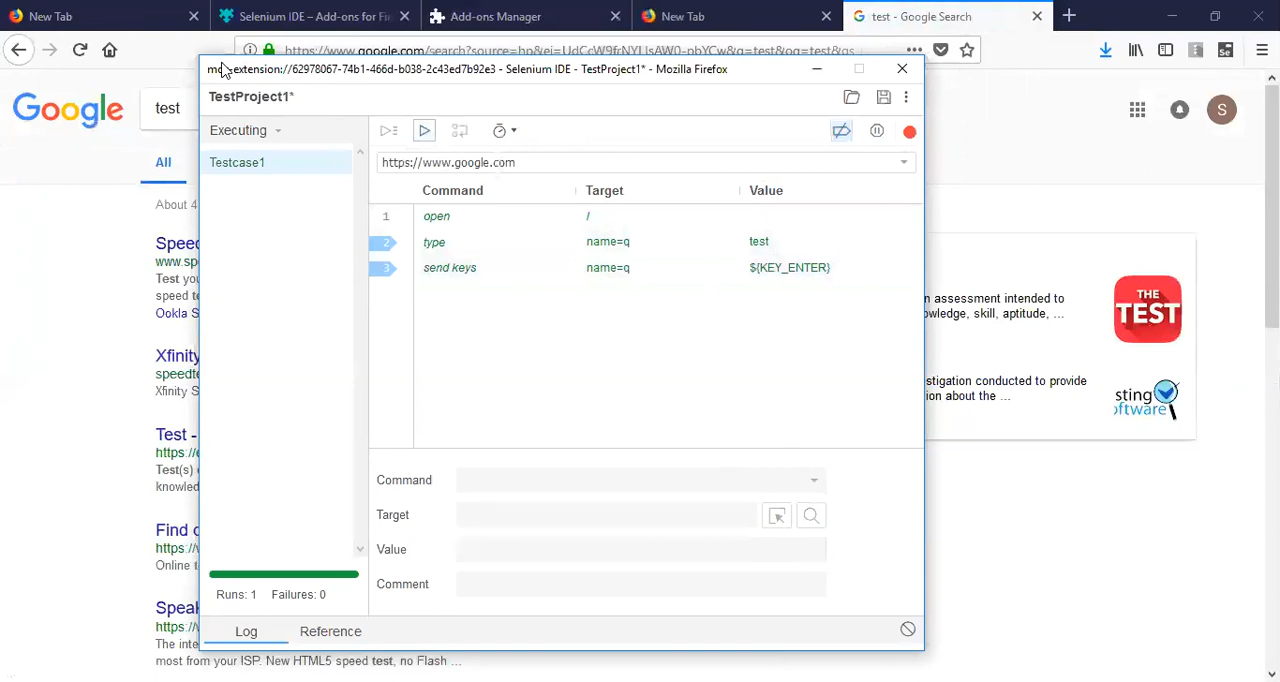 New Tab
Selenium IDE – Add-ons for Fi
Add-ons Manager
New Tab
test - Google Search
extension://62978067-74b1-466d-b038-2c43ed7b92e3 - Selenium IDE - TestProject1* - Mozilla Firefox
Google
test
S
TestProject1*
Executing
https://www.google.com
Testcase1
Command Target Value
1 open /
2 type name=q test
3 send keys name=q ${KEY_ENTER}
All
About 4
Speed
www.sp
Test you
speed te
Ookla S
Xfinity
speedte
Xfinity S
Test -
Test(s)
knowled
Find
Online t
Speak
The inte
most from your ISP. New HTML5 speed test, no Flash ...
n assessment intended to
owledge, skill, aptitude, ...
THE
TEST
stigation conducted to provide
ion about the ...
sting
oftware
Command
Target
Value
Comment
Runs: 1 Failures: 0
Log
Reference